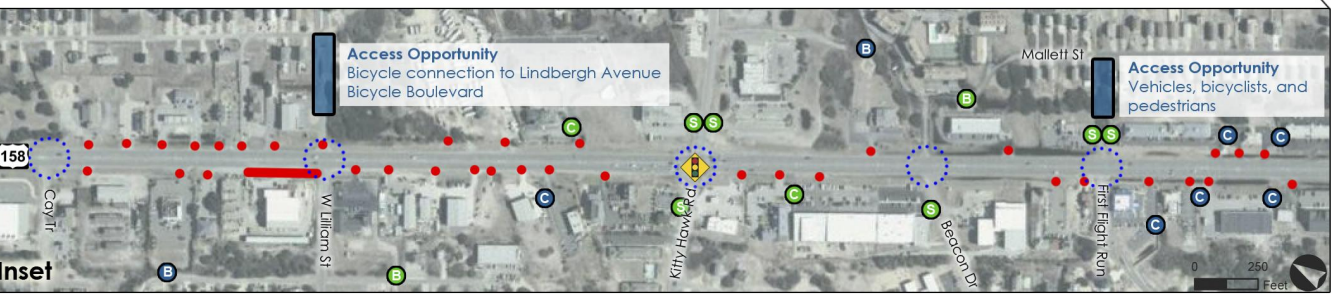 Access Opportunity
Bicycle connection to Lindbergh Avenue
Bicycle Boulevard
B
Mallett St
Access Opportunity
Vehicles, bicyclists, and
pedestrians
B
C
S S
S S
C
C
158
Cay Tr
W William St
Kitty Hawk Rd
C
C
S
S
Beacon Dr
First Flight Run
C
C
C
Inset
B
B
0 250
Feet